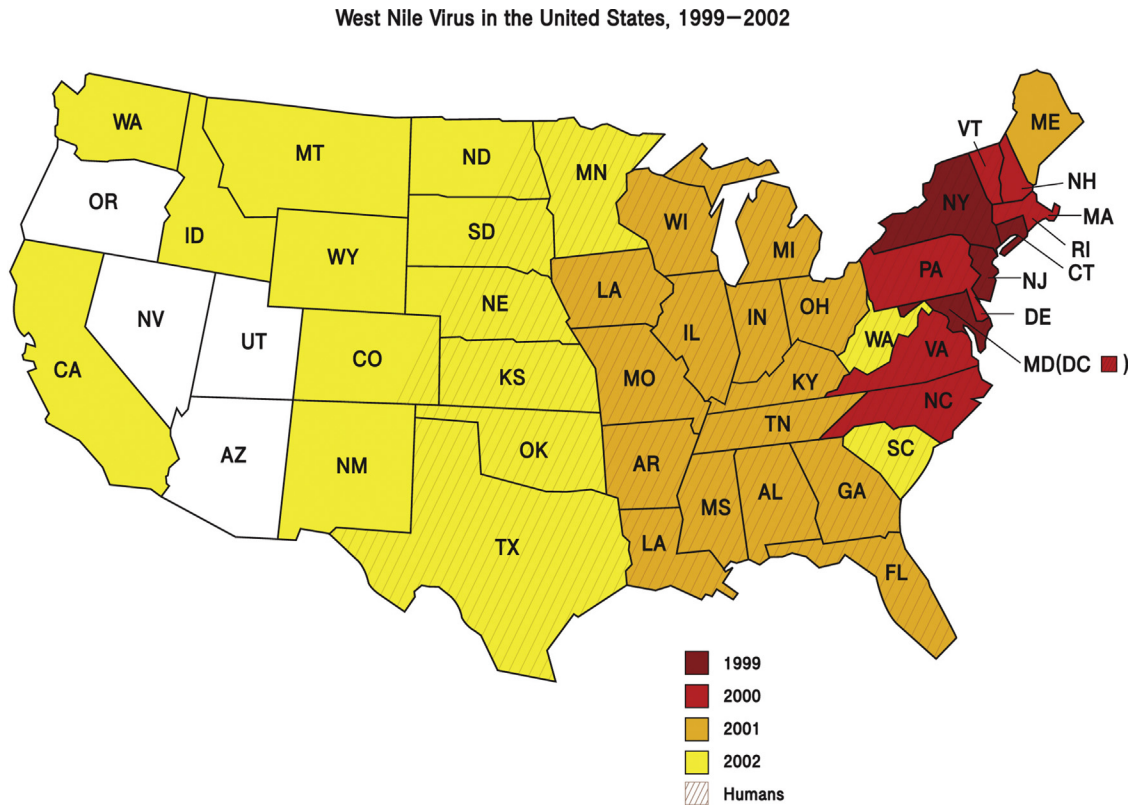 West Nile Virus in the United States, 1999–2002
WA
MT
ND
MN
ME
VT
NH
OR
ID
SD
WI
MI
NY
MA
RI
CT
WY
NE
LA
PA
NJ
NV
UT
CO
KS
IL
IN
OH
WA
DE
CA
MO
KY
VA
MD(DC
)
AZ
NM
OK
AR
TN
NC
SC
TX
LA
MS
AL
GA
FL
1999
2000
2001
2002
Humans